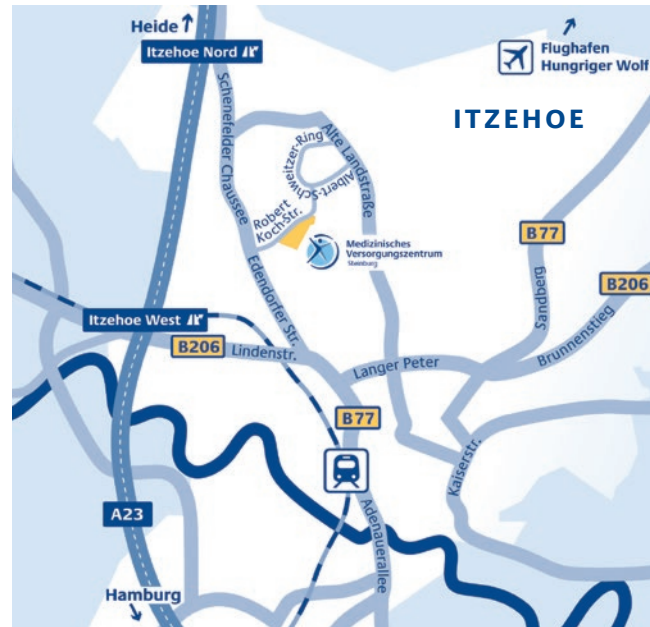 Heide
Itzehoe Nord
Flughafen
Hungriger Wolf
ITZEHOE
Schenefelder Chaussee
Alte Landstraße
Albert-Schweitzer-Ring
Robert
Koch-Str.
Medizinisches
Versorgungszentrum
Steinburg
B77
Sandberg
B206
Edendorfer Str.
Itzehoe West
B206
Lindenstr.
Langer Peter
Brunnenstieg
B77
Kaiserstr.
A23
Adenauerallee
Hamburg